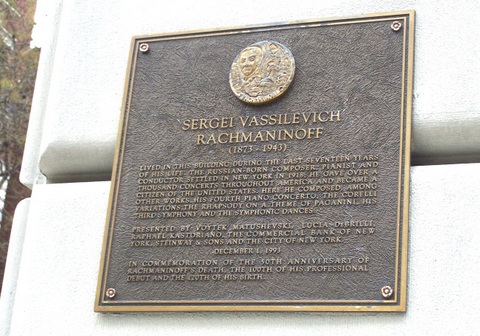 SERGEI VASSILEVICH
RACHMANINOFF
(1873 - 1943)
LIVED IN THIS BUILDING DURING THE LAST SEVENTEEN YEARS
OF HIS LIFE. THE RUSSIAN-BORN COMPOSER, PIANIST AND
CONDUCTOR SETTLED IN NEW YORK IN 1918. HE GAVE OVER A
THOUSAND CONCERTS THROUGHOUT AMERICA AND BECAME A
CITIZEN OF THE UNITED STATES. HERE HE COMPOSED, AMONG
OTHER WORKS, HIS FOURTH PIANO CONCERTO, THE CORELLI
VARIATIONS, THE RHAPSODY ON A THEME OF PAGANINI, HIS
THIRD SYMPHONY AND THE SYMPHONIC DANCES.
PRESENTED BY VOYTEK MATUSHEVSKI, LUCIA DIBRILLI,
RAPHAEL KASTORIANO, THE COMMERCIAL BANK OF NEW
YORK, STEINWAY & SONS AND THE CITY OF NEW YORK.
DECEMBER 1, 1993
IN COMMEMORATION OF THE 50TH ANNIVERSARY OF
RACHMANINOFF'S DEATH, THE 100TH OF HIS PROFESSIONAL
DEBUT AND THE 120TH OF HIS BIRTH.